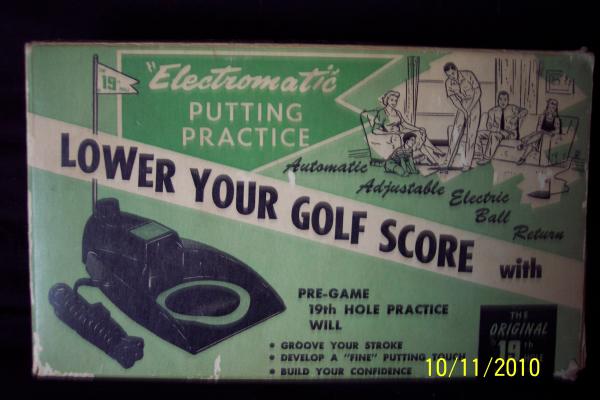 "Electromatic"
PUTTING
PRACTICE
19
LOWER YOUR GOLF SCORE
with
Automatic
Adjustable Electric
Ball
Return
PRE-GAME
19th HOLE PRACTICE
WILL
• GROOVE YOUR STROKE
• DEVELOP A "FINE" PUTTING TOUCH
• BUILD YOUR CONFIDENCE
THE
ORIGINAL
19th
10/11/2010